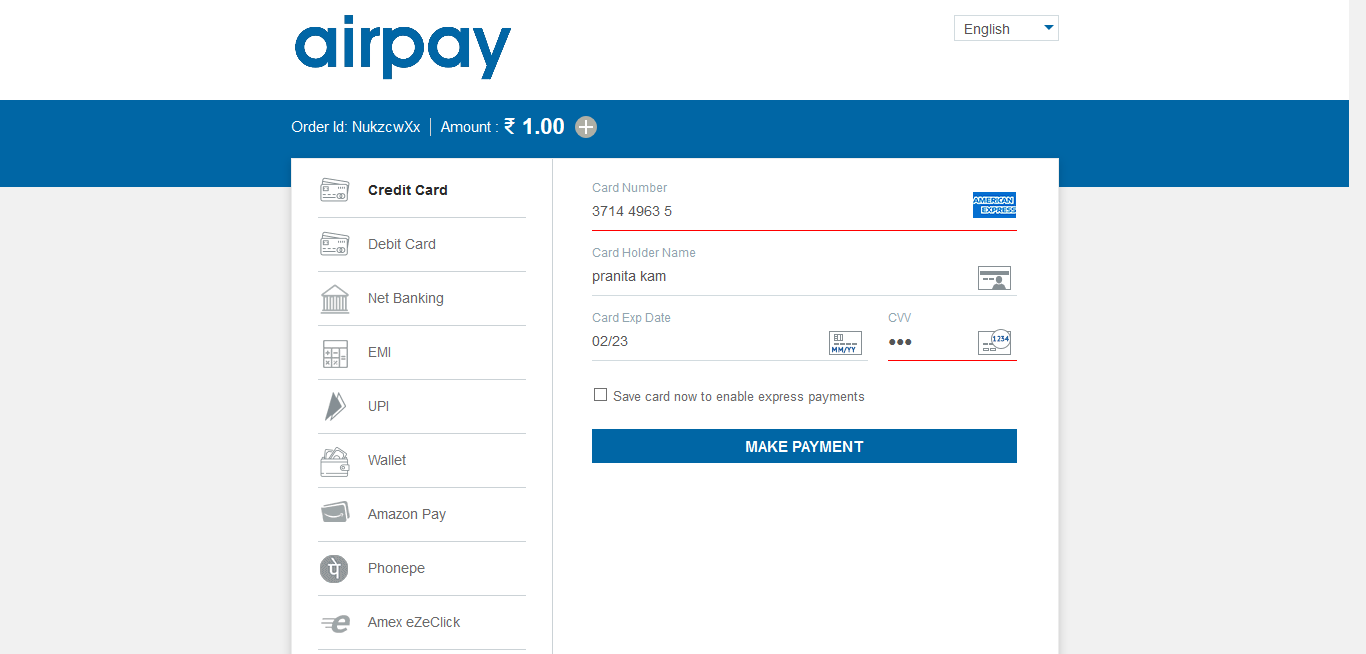 airpay
English
Order Id: NukzcwXx | Amount : ₹ 1.00
Credit Card
Debit Card
Net Banking
EMI
UPI
Wallet
Amazon Pay
पे Phonepe
Amex eZeClick
Card Number
3714 4963 5
AMERICAN
EXPRESS
Card Holder Name
pranita kam
Card Exp Date
02/23
MM/YY
CVV
●●●
1234
Save card now to enable express payments
MAKE PAYMENT